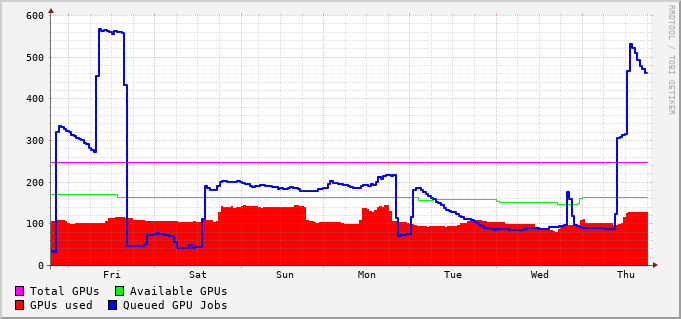 600
500
400
300
200
100
0
Fri Sat Sun Mon Tue Wed Thu
Total GPUs Available GPUs
GPUs used Queued GPU Jobs
RRDTOOL / TOBI OETIKER